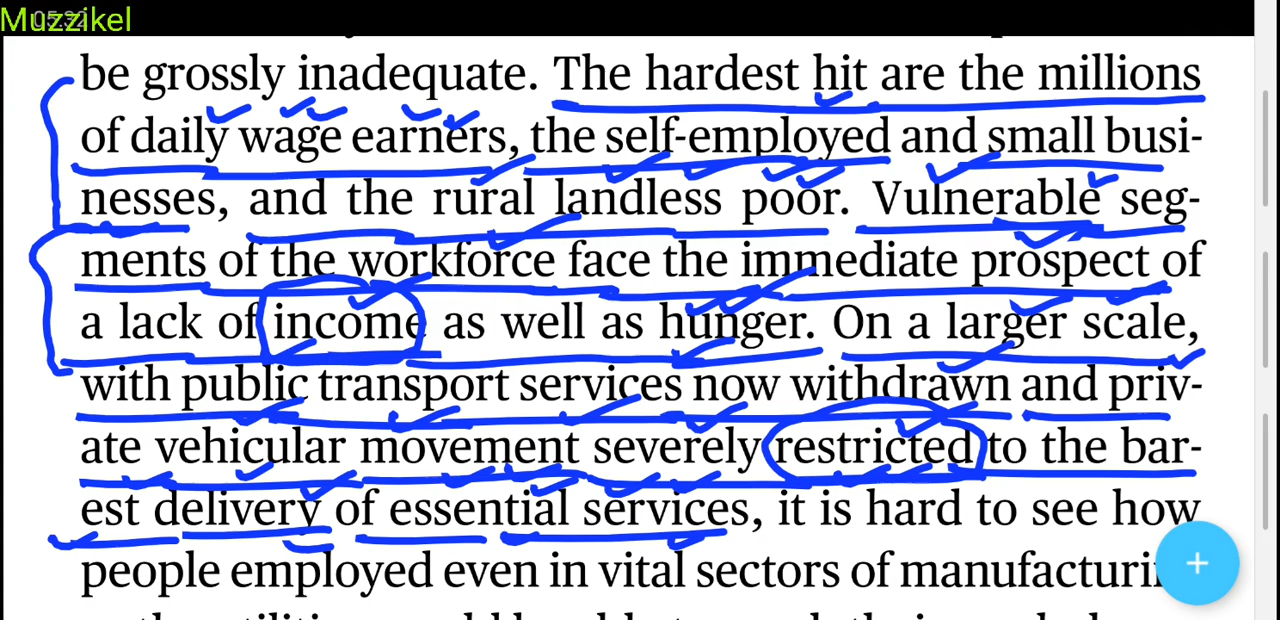 Muzzikel
05:32
be grossly inadequate. The hardest hit are the millions
of daily wage earners, the self-employed and small busi-
nesses, and the rural landless poor. Vulnerable seg-
ments of the workforce face the immediate prospect of
a lack of income as well as hunger. On a larger scale,
with public transport services now withdrawn and priv-
ate vehicular movement severely restricted to the bar-
est delivery of essential services, it is hard to see how
people employed even in vital sectors of